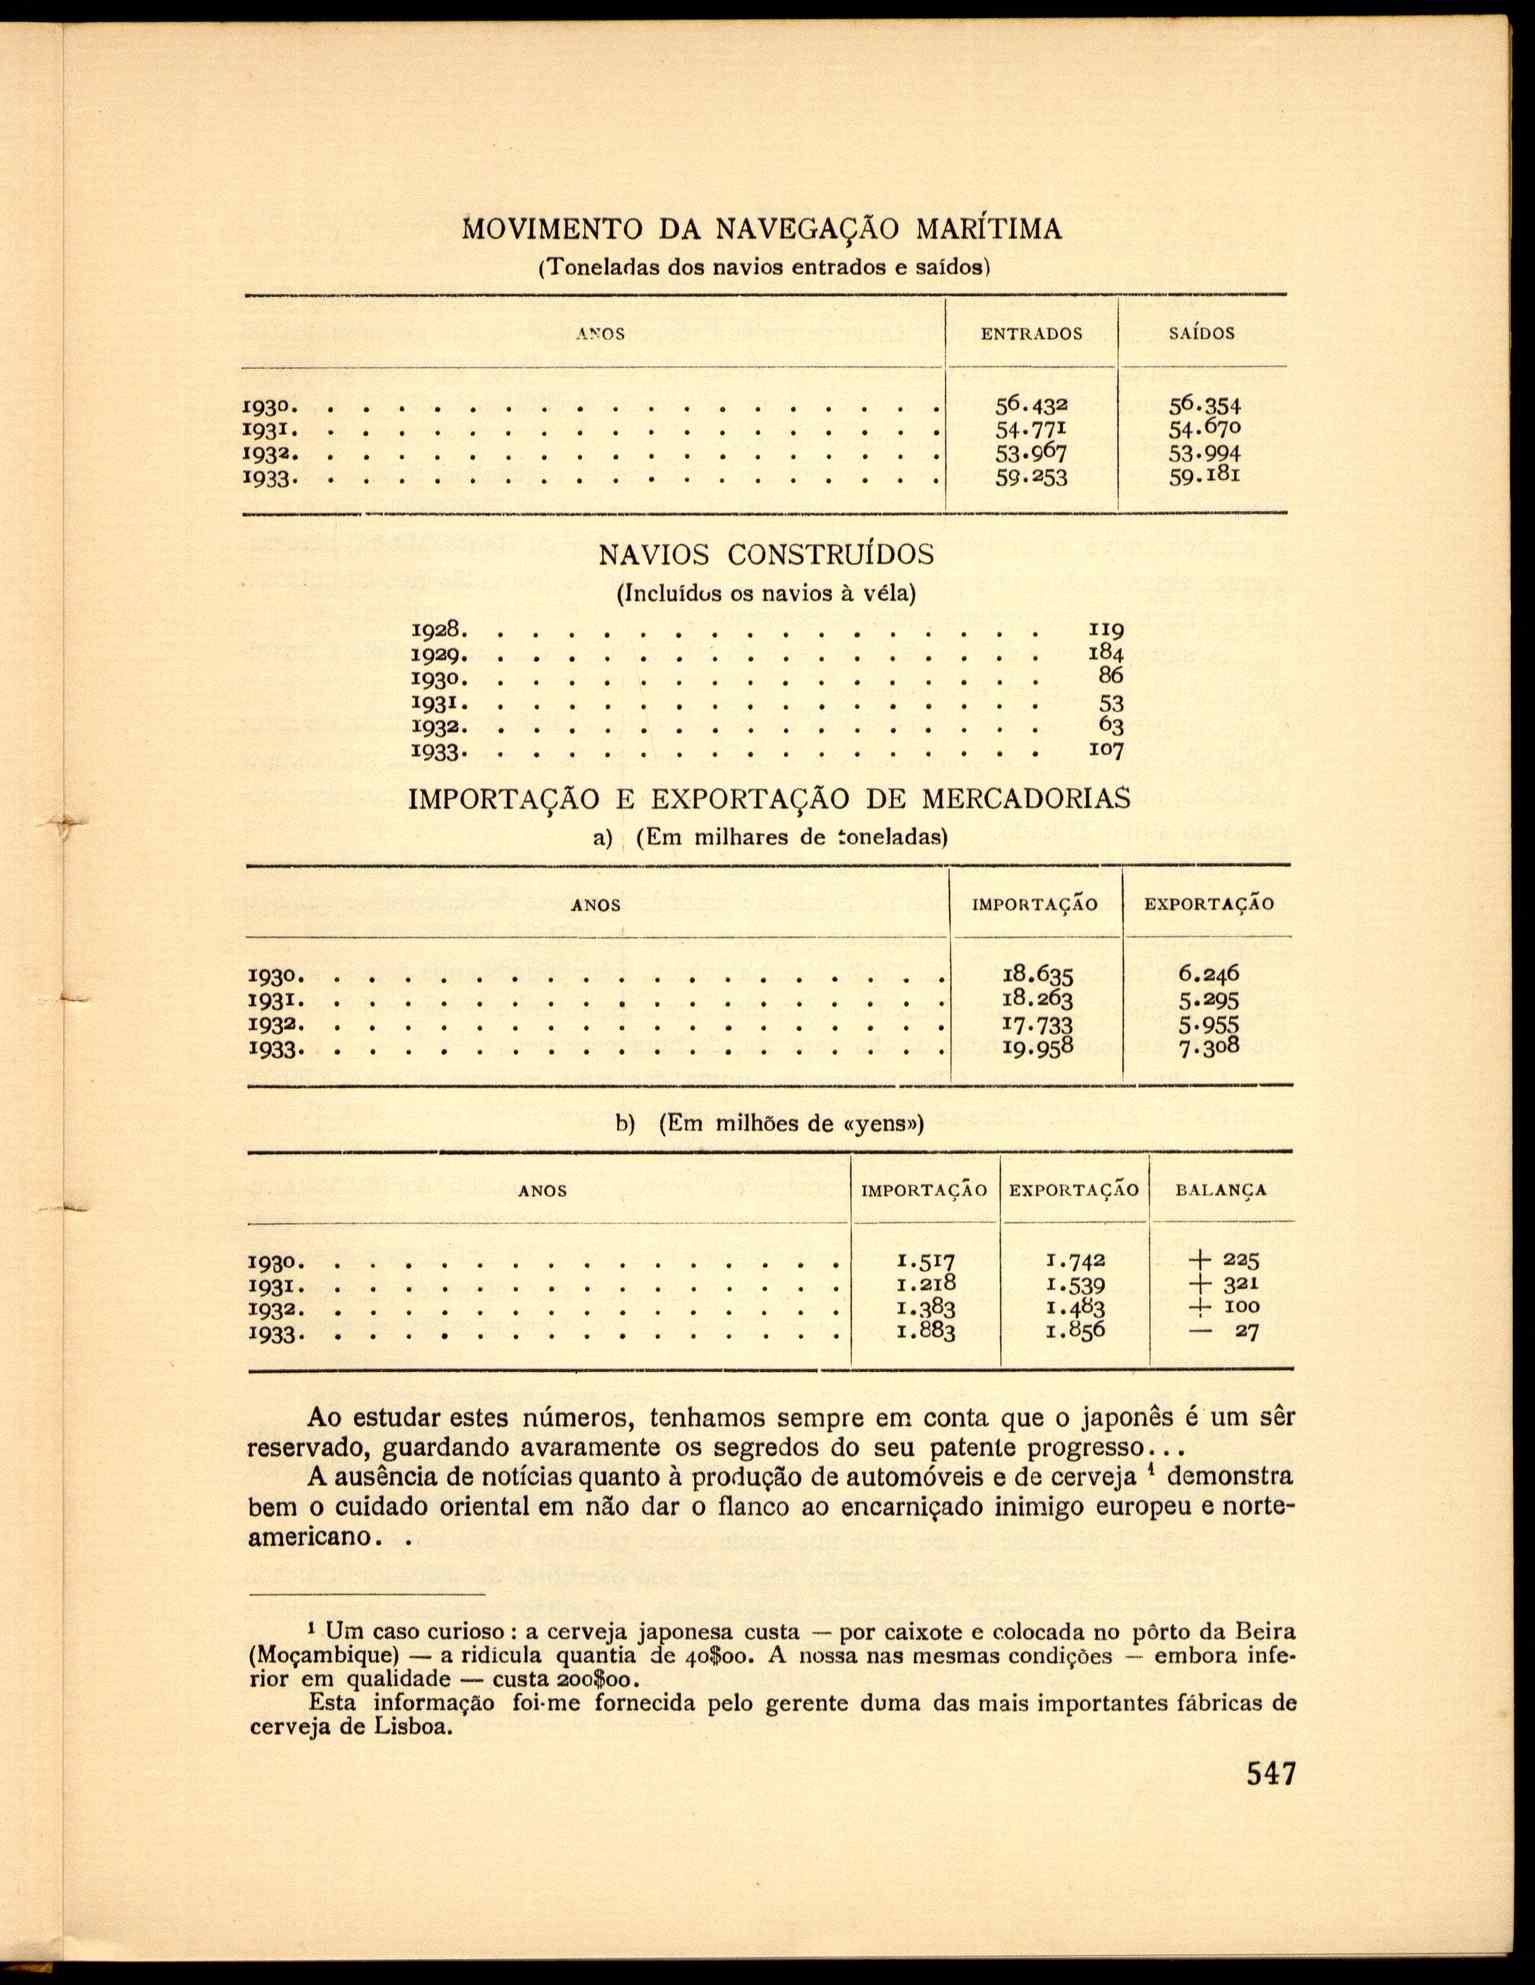 MOVIMENTO DA NAVEGAÇÃO MARÍTIMA
(Toneladas dos navios entrados e saídos)
ANOS ENTRADOS SAÍDOS
1930. . . . . . . . . . . . . . . . . . . 56.432 56.354
1931. . . . . . . . . . . . . . . . . . . 54.771 54.670
1932. . . . . . . . . . . . . . . . . . . 53.967 53.994
1933. . . . . . . . . . . . . . . . . . . 59.253 59.181
NAVIOS CONSTRUÍDOS
(Incluídos os navios à véla)
1928. . . . . . . . . . . . . . . . . 119
1929. . . . . . . . . . . . . . . . . 184
1930. . . . . . . . . . . . . . . . . 86
1931. . . . . . . . . . . . . . . . . 53
1932. . . . . . . . . . . . . . . . . 63
1933. . . . . . . . . . . . . . . . . 107
IMPORTAÇÃO E EXPORTAÇÃO DE MERCADORIAS
a) (Em milhares de toneladas)
ANOS IMPORTAÇÃO EXPORTAÇÃO
1930. . . . . . . . . . . . . . . . . . . 18.635 6.246
1931. . . . . . . . . . . . . . . . . . . 18.263 5.295
1932. . . . . . . . . . . . . . . . . . . 17.733 5.955
1933. . . . . . . . . . . . . . . . . . . 19.958 7.308
b) (Em milhões de «yens»)
ANOS IMPORTAÇÃO EXPORTAÇÃO BALANÇA
1930. . . . . . . . . . . . . . . . 1.517 1.742 + 225
1931. . . . . . . . . . . . . . . . 1.218 1.539 + 321
1932. . . . . . . . . . . . . . . . 1.383 1.483 + 100
1933. . . . . . . . . . . . . . . . 1.883 1.856 — 27
Ao estudar estes números, tenhamos sempre em conta que o japonês é um sêr
reservado, guardando avaramente os segredos do seu patente progresso...
A ausência de notícias quanto à produção de automóveis e de cerveja ¹ demonstra
bem o cuidado oriental em não dar o flanco ao encarniçado inimigo europeu e norte-
americano. .
¹ Um caso curioso : a cerveja japonesa custa — por caixote e colocada no pôrto da Beira
(Moçambique) — a ridícula quantia de 40$00. A nossa nas mesmas condições — embora infe-
rior em qualidade — custa 200$00.
Esta informação foi-me fornecida pelo gerente duma das mais importantes fábricas de
cerveja de Lisboa.
547